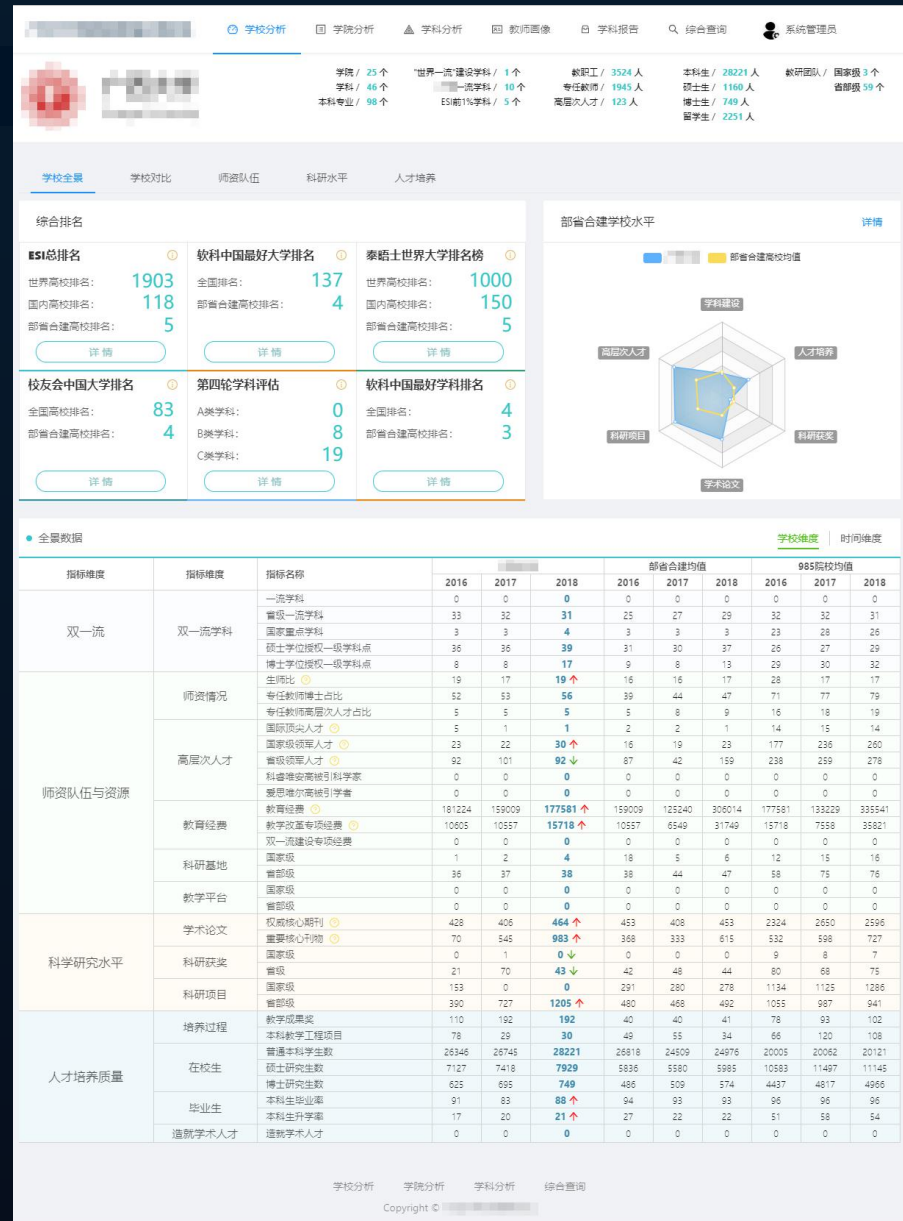 学校分析 学院分析 学科分析 教师画像 学科报告 综合查询 系统管理员
学院 / 25 个 "世界一流"建设学科 / 1 个 教职工 / 3524 人 本科生 / 28221 人 教研团队 / 国家级 3 个
学科 / 46 个 一流学科 / 10 个 专任教师 / 1945 人 硕士生 / 1160 人 省部级 59 个
本科专业 / 98 个 ESI前1%学科 / 5 个 高层次人才 / 123 人 博士生 / 749 人
留学生 / 2251 人
学校全景 学校对比 师资队伍 科研水平 人才培养
综合排名
ESI总排名
世界高校排名: 1903
国内高校排名: 118
部省合建高校排名: 5
详情
软科中国最好大学排名
全国排名: 137
部省合建高校排名: 4
详情
泰晤士世界大学排名榜
世界高校排名: 1000
国内高校排名: 150
部省合建高校排名: 5
详情
校友会中国大学排名
全国高校排名: 83
部省合建高校排名: 4
详情
第四轮学科评估
A类学科: 0
B类学科: 8
C类学科: 19
详情
软科中国最好学科排名
全国排名: 4
部省合建高校排名: 3
详情
部省合建学校水平 详情
部省合建高校均值
学科建设
高层次人才 人才培养
科研项目 科研获奖
学术论文
全景数据 学校维度 时间维度
指标维度 指标维度 指标名称 部省合建均值 985院校均值
2016 2017 2018 2016 2017 2018 2016 2017 2018
双一流 双一流学科 一流学科 0 0 0 0 0 0 0 0 0
省级一流学科 33 32 31 25 27 29 32 32 31
国家重点学科 3 3 4 3 3 3 23 28 26
硕士学位授权一级学科点 36 36 39 31 30 37 26 27 29
博士学位授权一级学科点 8 8 17 9 8 13 29 30 32
师资队伍与资源 师资情况 生师比 19 17 19 ↑ 16 16 17 28 17 17
专任教师博士占比 52 53 56 39 44 47 71 77 79
专任教师高层次人才占比 5 5 5 5 8 9 16 18 19
高层次人才 国际顶尖人才 5 1 1 2 2 1 14 15 14
国家级领军人才 23 22 30 ↑ 16 19 23 177 236 260
省级领军人才 92 101 92 ↓ 87 42 159 238 259 278
科睿唯安高被引科学家 0 0 0 0 0 0 0 0 0
爱思唯尔高被引学者 0 0 0 0 0 0 0 0 0
教育经费 教育经费 181224 159009 177581 ↑ 159009 125240 306014 177581 133229 335541
教学改革专项经费 10605 10557 15718 ↑ 10557 6549 31749 15718 7558 35821
双一流建设专项经费 0 0 0 0 0 0 0 0 0
科研基地 国家级 1 2 4 18 5 6 12 15 16
省部级 36 37 38 38 44 47 58 75 76
教学平台 国家级 0 0 0 0 0 0 0 0 0
省部级 0 0 0 0 0 0 0 0 0
科学研究水平 学术论文 权威核心期刊 428 406 464 ↑ 453 408 453 2324 2650 2596
重要核心刊物 70 545 983 ↑ 368 333 615 532 598 727
科研获奖 国家级 0 1 0 ↓ 0 0 0 9 8 7
省级 21 70 43 ↓ 42 48 44 80 68 75
科研项目 国家级 153 0 0 291 280 278 1134 1125 1286
省部级 390 727 1205 ↑ 480 468 492 1055 987 941
人才培养质量 培养过程 教学成果奖 110 192 192 40 40 41 78 93 102
本科教学工程项目 78 29 30 49 55 34 66 120 108
在校生 普通本科学生数 26346 26745 28221 26818 24509 24976 20005 20062 20121
硕士研究生数 7127 7418 7929 5836 5580 5985 10583 11497 11145
博士研究生数 625 695 749 486 509 574 4437 4817 4966
毕业生 本科生毕业率 91 83 88 ↑ 94 93 93 96 96 96
本科生升学率 17 20 21 ↑ 27 22 22 51 58 54
造就学术人才 造就学术人才 0 0 0 0 0 0 0 0 0
学校分析 学院分析 学科分析 综合查询
Copyright ©